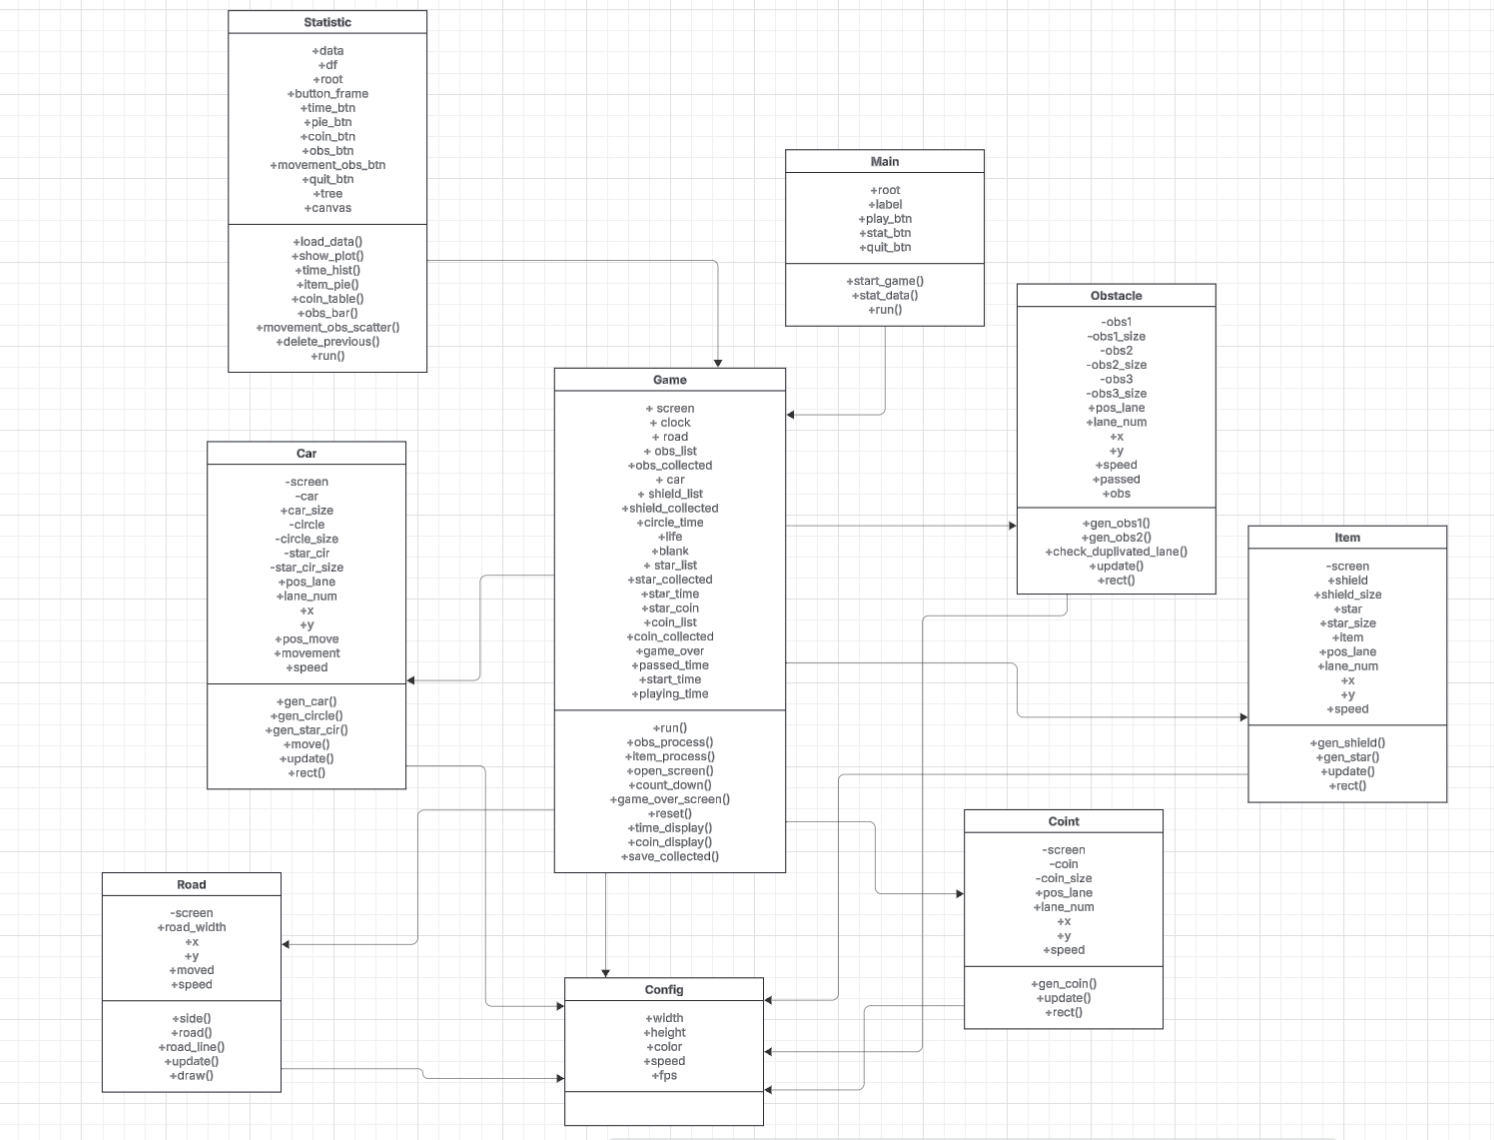 Statistic
+data
+df
+root
+button_frame
+time_btn
+pie_btn
+coin_btn
+obs_btn
+movement_obs_btn
+quit_btn
+tree
+canvas
+load_data()
+show_plot()
+time_hist()
+item_pie()
+coin_table()
+obs_bar()
+movement_obs_scatter()
+delete_previous()
+run()
Main
+root
+label
+play_btn
+stat_btn
+quit_btn
+start_game()
+stat_data()
+run()
Obstacle
-obs1
-obs1_size
-obs2
-obs2_size
-obs3
-obs3_size
+pos_lane
+lane_num
+x
+y
+speed
+passed
+obs
+gen_obs1()
+gen_obs2()
+check_duplivated_lane()
+update()
+rect()
Game
+ screen
+ clock
+ road
+ obs_list
+obs_collected
+ car
+ shield_list
+shield_collected
+circle_time
+life
+blank
+ star_list
+star_collected
+star_time
+star_coin
+coin_list
+coin_collected
+game_over
+passed_time
+start_time
+playing_time
+run()
+obs_process()
+item_process()
+open_screen()
+count_down()
+game_over_screen()
+reset()
+time_display()
+coin_display()
+save_collected()
Car
-screen
-car
+car_size
-circle
-circle_size
-star_cir
-star_cir_size
+pos_lane
+lane_num
+x
+y
+pos_move
+movement
+speed
+gen_car()
+gen_circle()
+gen_star_cir()
+move()
+update()
+rect()
Item
-screen
+shield
+shield_size
+star
+star_size
+item
+pos_lane
+lane_num
+x
+y
+speed
+gen_shield()
+gen_star()
+update()
+rect()
Coint
-screen
-coin
-coin_size
+pos_lane
+lane_num
+x
+y
+speed
+gen_coin()
+update()
+rect()
Road
-screen
+road_width
+x
+y
+moved
+speed
+side()
+road()
+road_line()
+update()
+draw()
Config
+width
+height
+color
+speed
+fps